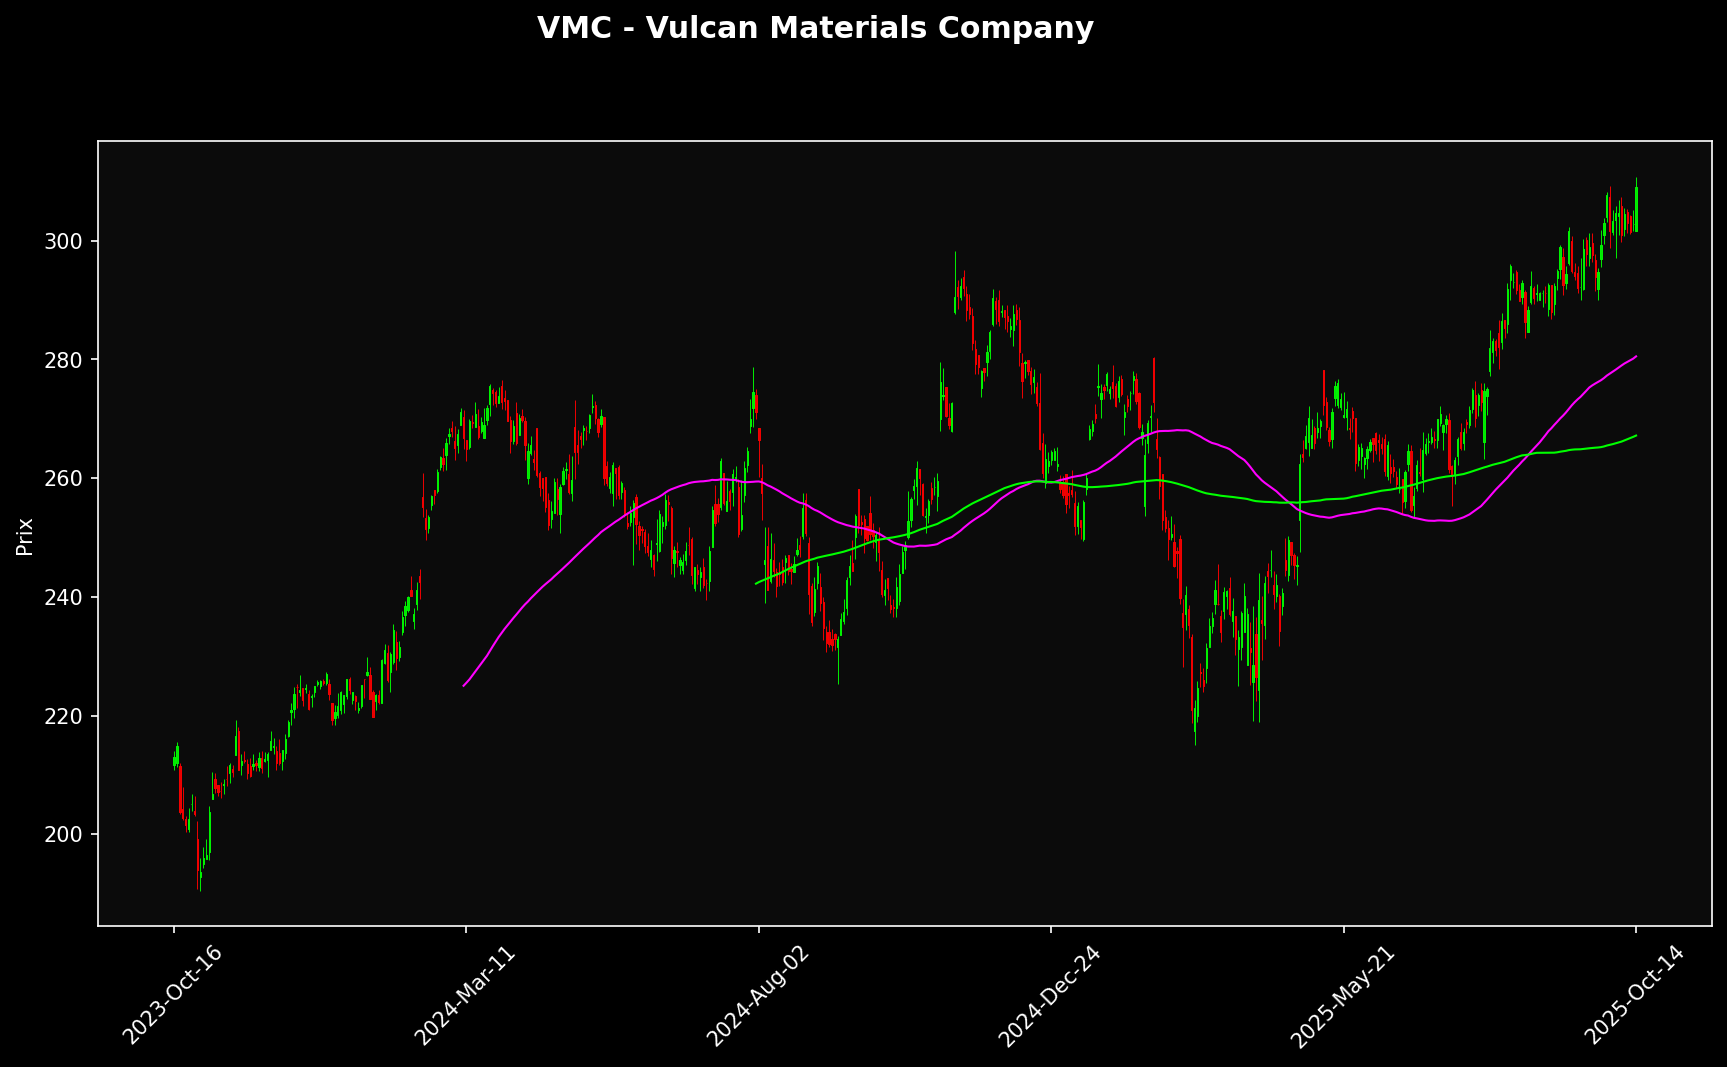 VMC - Vulcan Materials Company
Prix
300
280
260
240
220
200
2023-Oct-16
2024-Mar-11
2024-Aug-02
2024-Dec-24
2025-May-21
2025-Oct-14